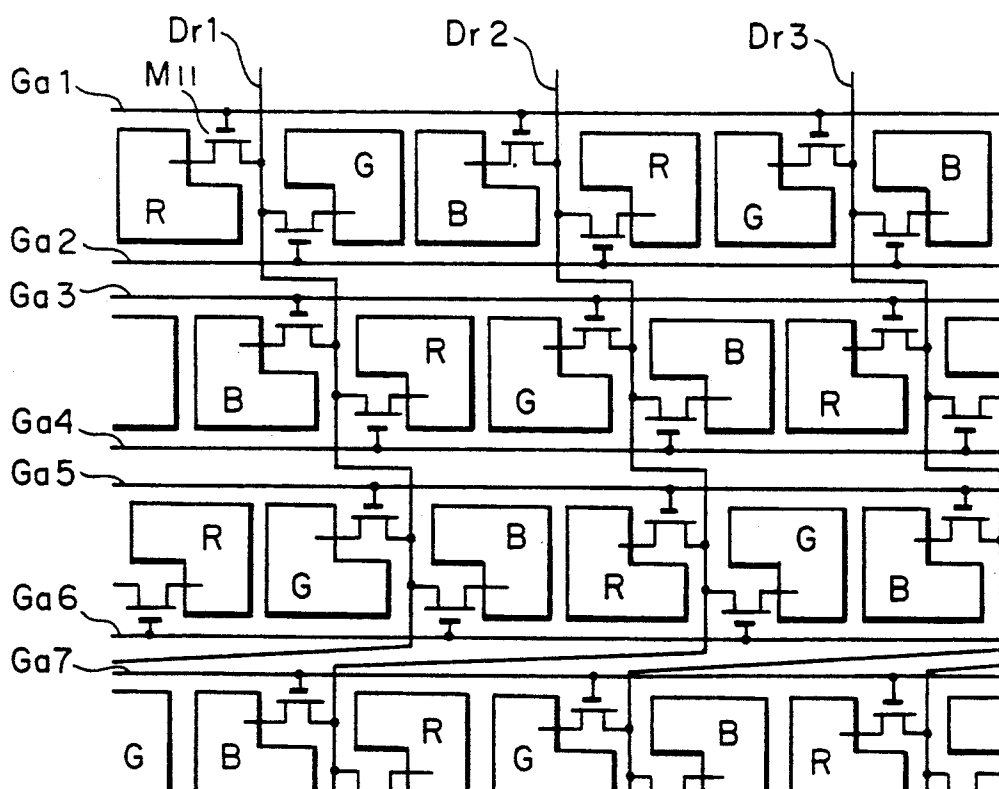 Dr1 Dr2 Dr3
M11
Ga1
G R B
R B G
Ga2
Ga3
R B
B G R
Ga4
Ga5
R B G
G R B
Ga6
Ga7
R B
G B G R